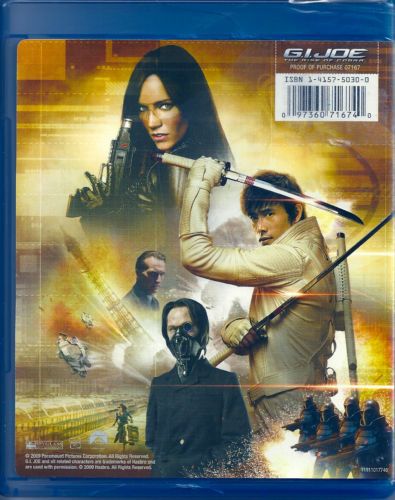 G.I. JOE
THE RISE OF COBRA
PROOF OF PURCHASE 07167
ISBN 1-4157-5030-0
0 97360 71674 0
© 2009 Paramount Pictures Corporation. All Rights Reserved.
G.I. JOE and all related characters are trademarks of Hasbro and
are used with permission. © 2009 Hasbro. All Rights Reserved.